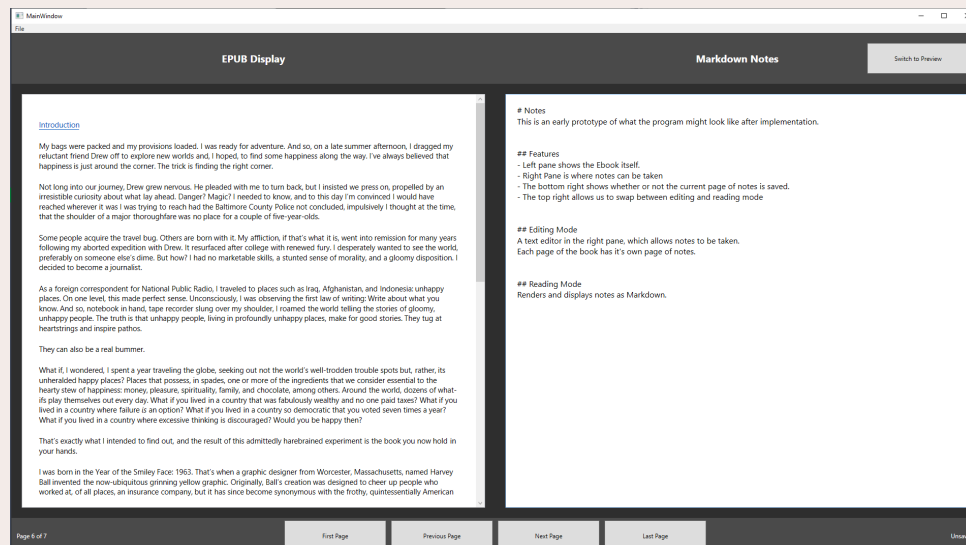 MainWindow
File
EPUB Display
Markdown Notes
Switch to Preview
Introduction
My bags were packed and my provisions loaded. I was ready for adventure. And so, on a late summer afternoon, I dragged my
reluctant friend Drew off to explore new worlds and, I hoped, to find some happiness along the way. I've always believed that
happiness is just around the corner. The trick is finding the right corner.
Not long into our journey, Drew grew nervous. He pleaded with me to turn back, but I insisted we press on, propelled by an
irresistible curiosity about what lay ahead. Danger? Magic? I needed to know, and to this day I'm convinced I would have
reached wherever it was I was trying to reach had the Baltimore County Police not concluded, impulsively I thought at the time,
that the shoulder of a major thoroughfare was no place for a couple of five-year-olds.
Some people acquire the travel bug. Others are born with it. My affliction, if that's what it is, went into remission for many years
following my aborted expedition with Drew. It resurfaced after college with renewed fury. I desperately wanted to see the world,
preferably on someone else's dime. But how? I had no marketable skills, a stunted sense of morality, and a gloomy disposition. I
decided to become a journalist.
As a foreign correspondent for National Public Radio, I traveled to places such as Iraq, Afghanistan, and Indonesia: unhappy
places. On one level, this made perfect sense. Unconsciously, I was observing the first law of writing: Write about what you
know. And so, notebook in hand, tape recorder slung over my shoulder, I roamed the world telling the stories of gloomy,
unhappy people. The truth is that unhappy people, living in profoundly unhappy places, make for good stories. They tug at
heartstrings and inspire pathos.
They can also be a real bummer.
What if, I wondered, I spent a year traveling the globe, seeking out not the world's well-trodden trouble spots but, rather, its
unheralded happy places? Places that possess, in spades, one or more of the ingredients that we consider essential to the
hearty stew of happiness: money, pleasure, spirituality, family, and chocolate, among others. Around the world, dozens of what-
ifs play themselves out every day. What if you lived in a country that was fabulously wealthy and no one paid taxes? What if you
lived in a country where failure is an option? What if you lived in a country so democratic that you voted seven times a year?
What if you lived in a country where excessive thinking is discouraged? Would you be happy then?
That's exactly what I intended to find out, and the result of this admittedly harebrained experiment is the book you now hold in
your hands.
I was born in the Year of the Smiley Face: 1963. That's when a graphic designer from Worcester, Massachusetts, named Harvey
Ball invented the now-ubiquitous grinning yellow graphic. Originally, Ball's creation was designed to cheer up people who
worked at, of all places, an insurance company, but it has since become synonymous with the frothy, quintessentially American
# Notes
This is an early prototype of what the program might look like after implementation.
## Features
- Left pane shows the Ebook itself.
- Right Pane is where notes can be taken
- The bottom right shows whether or not the current page of notes is saved.
- The top right allows us to swap between editing and reading mode
## Editing Mode
A text editor in the right pane, which allows notes to be taken.
Each page of the book has it's own page of notes.
## Reading Mode
Renders and displays notes as Markdown.
Page 6 of 7
First Page
Previous Page
Next Page
Last Page